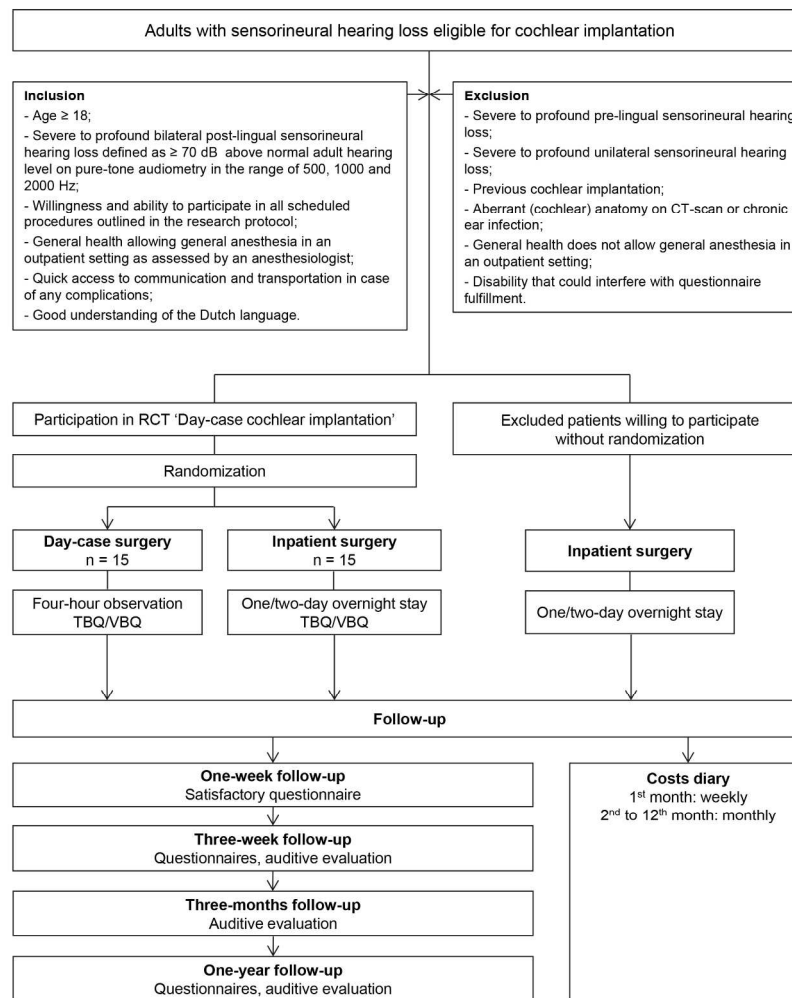 Adults with sensorineural hearing loss eligible for cochlear implantation
Inclusion
- Age ≥ 18;
- Severe to profound bilateral post-lingual sensorineural
hearing loss defined as ≥ 70 dB above normal adult hearing
level on pure-tone audiometry in the range of 500, 1000 and
2000 Hz;
- Willingness and ability to participate in all scheduled
procedures outlined in the research protocol;
- General health allowing general anesthesia in an
outpatient setting as assessed by an anesthesiologist;
- Quick access to communication and transportation in case
of any complications;
- Good understanding of the Dutch language.
Exclusion
- Severe to profound pre-lingual sensorineural hearing
loss;
- Severe to profound unilateral sensorineural hearing
loss;
- Previous cochlear implantation;
- Aberrant (cochlear) anatomy on CT-scan or chronic
ear infection;
- General health does not allow general anesthesia in
an outpatient setting;
- Disability that could interfere with questionnaire
fulfillment.
Participation in RCT ‘Day-case cochlear implantation’
Excluded patients willing to participate
without randomization
Randomization
Day-case surgery
n = 15
Inpatient surgery
n = 15
Inpatient surgery
Four-hour observation
TBQ/VBQ
One/two-day overnight stay
TBQ/VBQ
One/two-day overnight stay
Follow-up
One-week follow-up
Satisfactory questionnaire
Costs diary
1st month: weekly
2nd to 12th month: monthly
Three-week follow-up
Questionnaires, auditive evaluation
Three-months follow-up
Auditive evaluation
One-year follow-up
Questionnaires, auditive evaluation